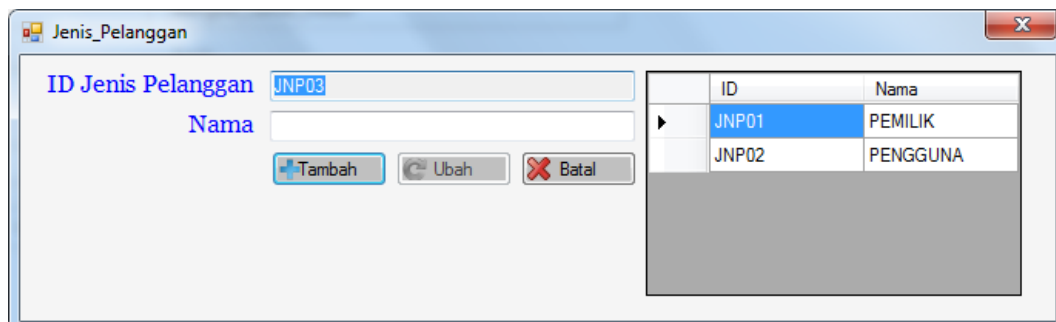 Jenis_Pelanggan
ID Jenis Pelanggan JNP03
Nama
Tambah Ubah Batal
ID Nama
JNP01 PEMILIK
JNP02 PENGGUNA